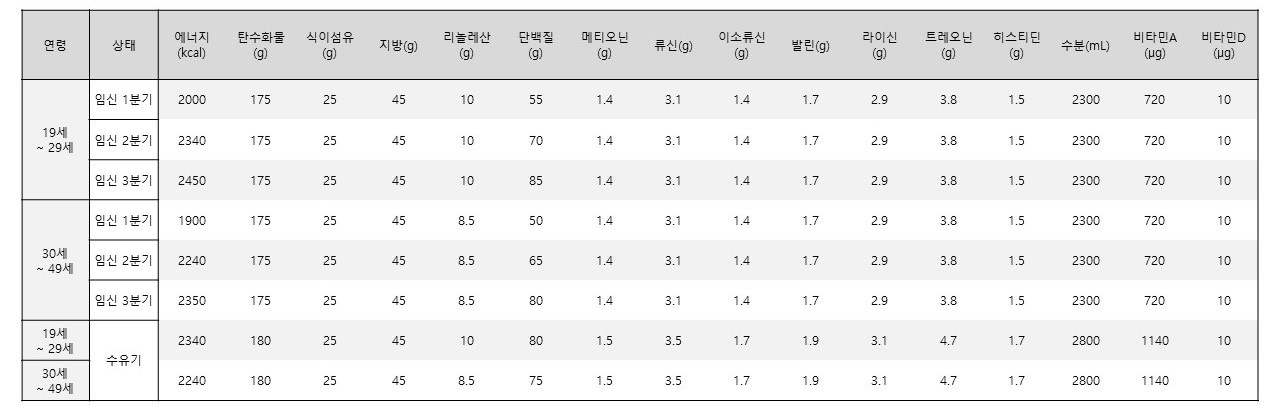 연령 상태 에너지 (kcal) 탄수화물 (g) 식이섬유 (g) 지방(g) 리놀레산 (g) 단백질 (g) 메티오닌 (g) 류신(g) 이소류신 (g) 발린(g) 라이신 (g) 트레오닌 (g) 히스티딘 (g) 수분(mL) 비타민A (μg) 비타민D (μg)
19세 ~ 29세 임신 1분기 2000 175 25 45 10 55 1.4 3.1 1.4 1.7 2.9 3.8 1.5 2300 720 10
임신 2분기 2340 175 25 45 10 70 1.4 3.1 1.4 1.7 2.9 3.8 1.5 2300 720 10
임신 3분기 2450 175 25 45 10 85 1.4 3.1 1.4 1.7 2.9 3.8 1.5 2300 720 10
30세 ~ 49세 임신 1분기 1900 175 25 45 8.5 50 1.4 3.1 1.4 1.7 2.9 3.8 1.5 2300 720 10
임신 2분기 2240 175 25 45 8.5 65 1.4 3.1 1.4 1.7 2.9 3.8 1.5 2300 720 10
임신 3분기 2350 175 25 45 8.5 80 1.4 3.1 1.4 1.7 2.9 3.8 1.5 2300 720 10
19세 ~ 29세 수유기 2340 180 25 45 10 80 1.5 3.5 1.7 1.9 3.1 4.7 1.7 2800 1140 10
30세 ~ 49세 2240 180 25 45 8.5 75 1.5 3.5 1.7 1.9 3.1 4.7 1.7 2800 1140 10